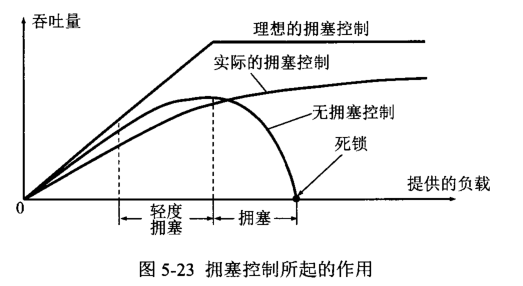 吞吐量
理想的拥塞控制
实际的拥塞控制
无拥塞控制
死锁
提供的负载
0
轻度
拥塞
拥塞
图 5-23 拥塞控制所起的作用